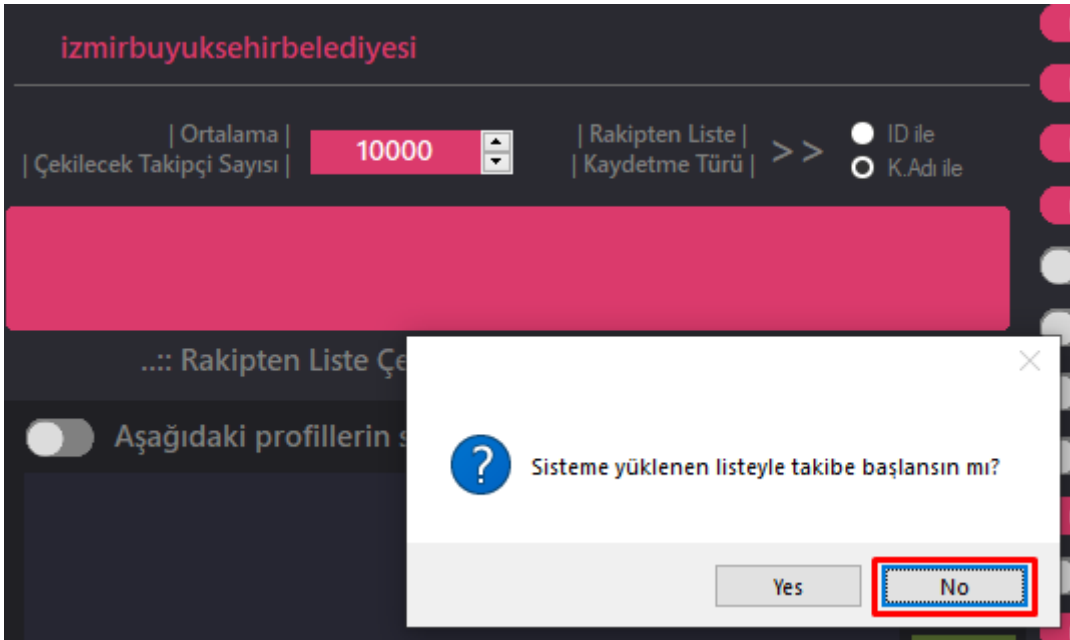 izmirbuyuksehirbelediyesi
| Ortalama |
| Çekilecek Takipçi Sayısı |
10000
| Rakipten Liste |
| Kaydetme Türü |
>>
ID ile
K.Adı ile
..:: Rakipten Liste Çe
Aşağıdaki profillerin s
Sisteme yüklenen listeyle takibe başlansın mı?
Yes
No